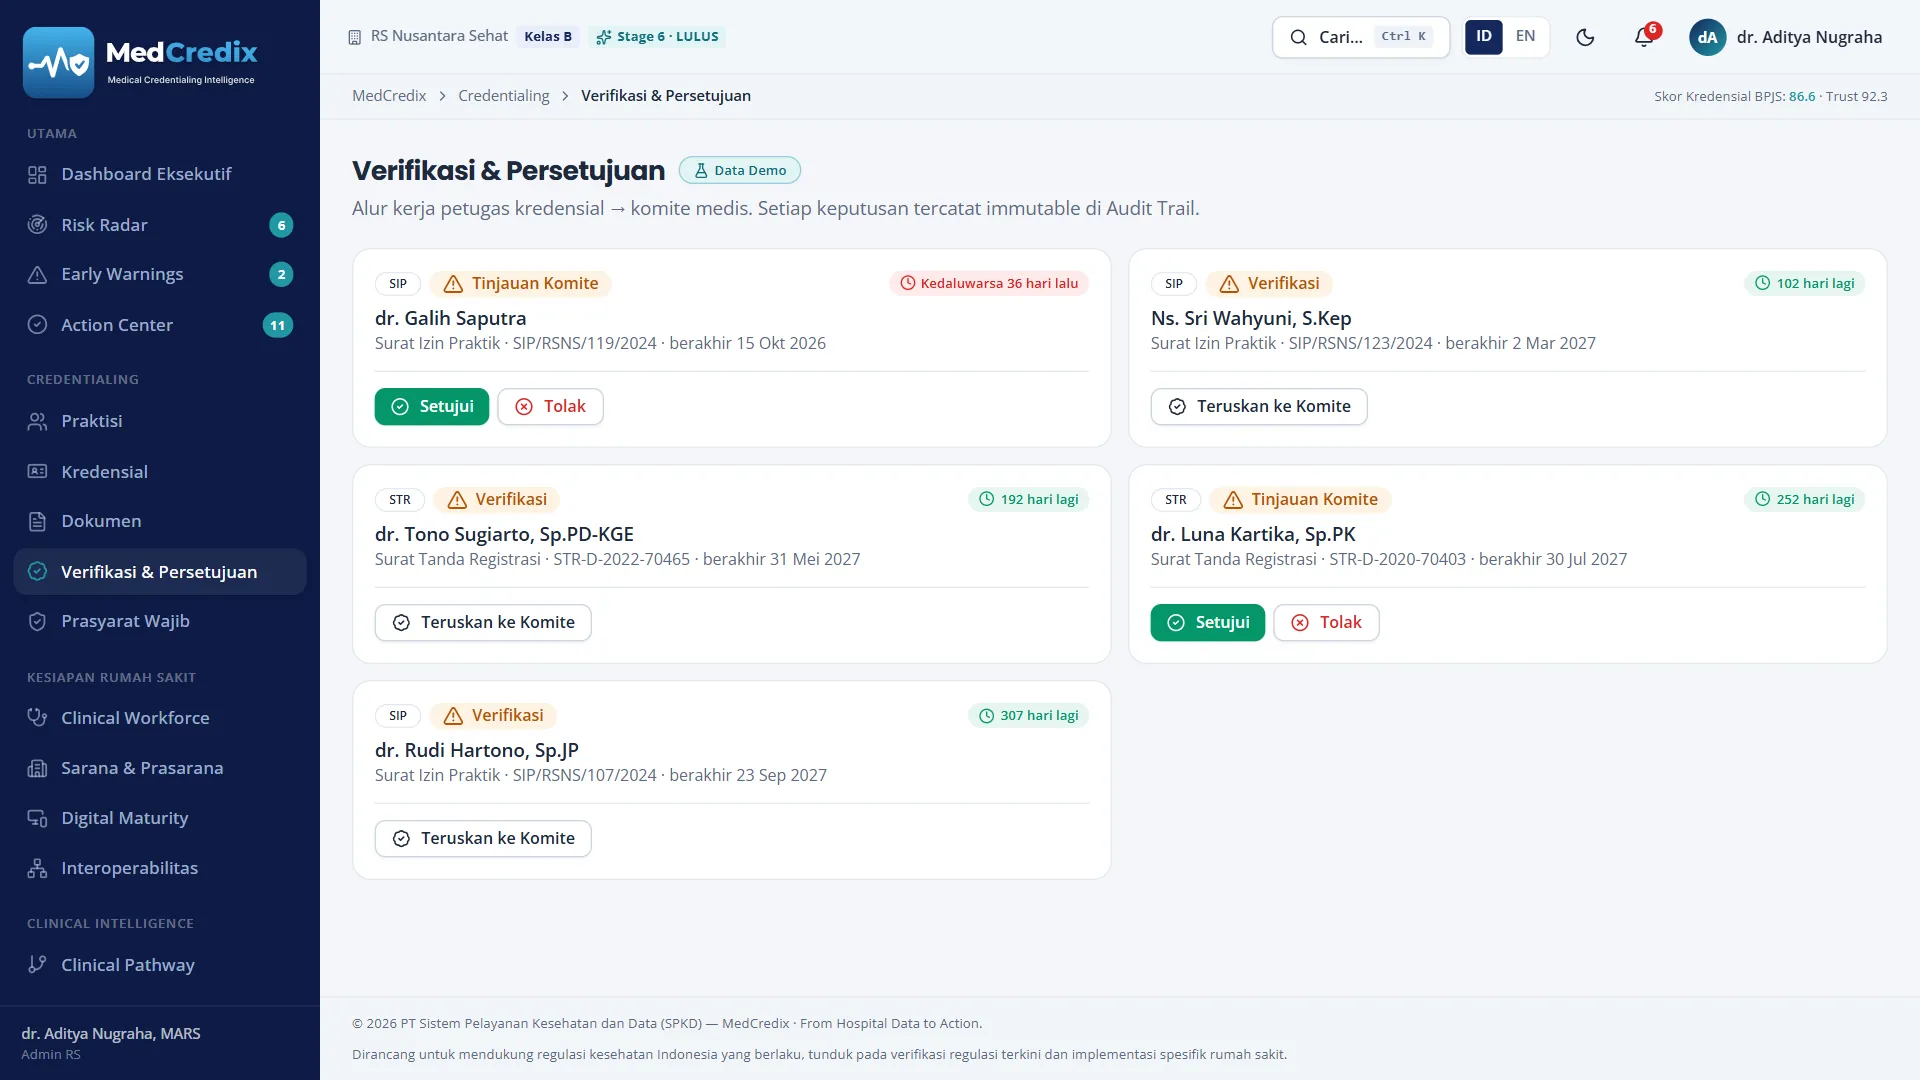 MedCredix
Medical Credentialing Intelligence
UTAMA
Dashboard Eksekutif
Risk Radar
6
Early Warnings
2
Action Center
11
CREDENTIALING
Praktisi
Kredensial
Dokumen
Verifikasi & Persetujuan
Prasyarat Wajib
KESIAPAN RUMAH SAKIT
Clinical Workforce
Sarana & Prasarana
Digital Maturity
Interoperabilitas
CLINICAL INTELLIGENCE
Clinical Pathway
dr. Aditya Nugraha, MARS
Admin RS
RS Nusantara Sehat Kelas B Stage 6 · LULUS
Cari... Ctrl K ID EN 6 dA dr. Aditya Nugraha
MedCredix > Credentialing > Verifikasi & Persetujuan
Skor Kredensial BPJS: 86.6 · Trust 92.3
Verifikasi & Persetujuan Data Demo
Alur kerja petugas kredensial → komite medis. Setiap keputusan tercatat immutable di Audit Trail.
SIP Tinjauan Komite Kedaluwarsa 36 hari lalu
dr. Galih Saputra
Surat Izin Praktik · SIP/RSNS/119/2024 · berakhir 15 Okt 2026
Setujui Tolak
SIP Verifikasi 102 hari lagi
Ns. Sri Wahyuni, S.Kep
Surat Izin Praktik · SIP/RSNS/123/2024 · berakhir 2 Mar 2027
Teruskan ke Komite
STR Verifikasi 192 hari lagi
dr. Tono Sugiarto, Sp.PD-KGE
Surat Tanda Registrasi · STR-D-2022-70465 · berakhir 31 Mei 2027
Teruskan ke Komite
STR Tinjauan Komite 252 hari lagi
dr. Luna Kartika, Sp.PK
Surat Tanda Registrasi · STR-D-2020-70403 · berakhir 30 Jul 2027
Setujui Tolak
SIP Verifikasi 307 hari lagi
dr. Rudi Hartono, Sp.JP
Surat Izin Praktik · SIP/RSNS/107/2024 · berakhir 23 Sep 2027
Teruskan ke Komite
© 2026 PT Sistem Pelayanan Kesehatan dan Data (SPKD) — MedCredix · From Hospital Data to Action.
Dirancang untuk mendukung regulasi kesehatan Indonesia yang berlaku, tunduk pada verifikasi regulasi terkini dan implementasi spesifik rumah sakit.